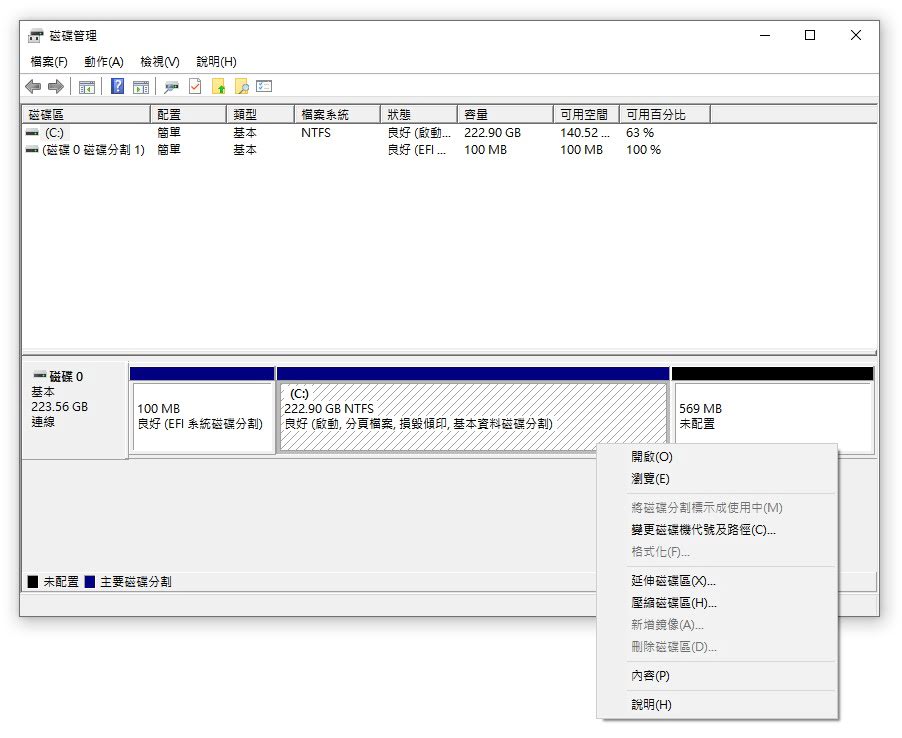 磁碟管理
檔案(F) 動作(A) 檢視(V) 說明(H)
磁碟區 配置 類型 檔案系統 狀態 容量 可用空間 可用百分比
(C:) 簡單 基本 NTFS 良好 (啟動... 222.90 GB 140.52 ... 63 %
(磁碟 0 磁碟分割 1) 簡單 基本 良好 (EFI ... 100 MB 100 MB 100 %
磁碟 0
基本
223.56 GB
連線
100 MB
良好 (EFI 系統磁碟分割)
(C:)
222.90 GB NTFS
良好 (啟動, 分頁檔案, 損毀傾印, 基本資料磁碟分割)
569 MB
未配置
開啟(O)
瀏覽(E)
將磁碟分割標示成使用中(M)
變更磁碟機代號及路徑(C)...
格式化(F)...
延伸磁碟區(X)...
壓縮磁碟區(H)...
新增鏡像(A)...
刪除磁碟區(D)...
內容(P)
說明(H)
未配置 主要磁碟分割